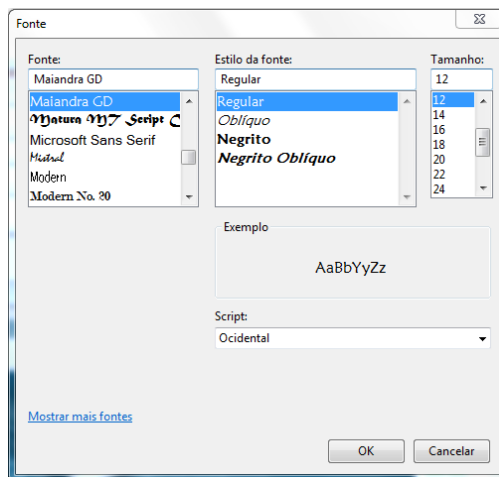 Fonte
Fonte:
Maiandra GD
Maiandra GD
Matura MT Script C
Microsoft Sans Serif
Mistral
Modern
Modern No. 20
Estilo da fonte:
Regular
Regular
Oblíquo
Negrito
Negrito Oblíquo
Tamanho:
12
12
14
16
18
20
22
24
Exemplo
AaBbYyZz
Script:
Ocidental
Mostrar mais fontes
OK
Cancelar